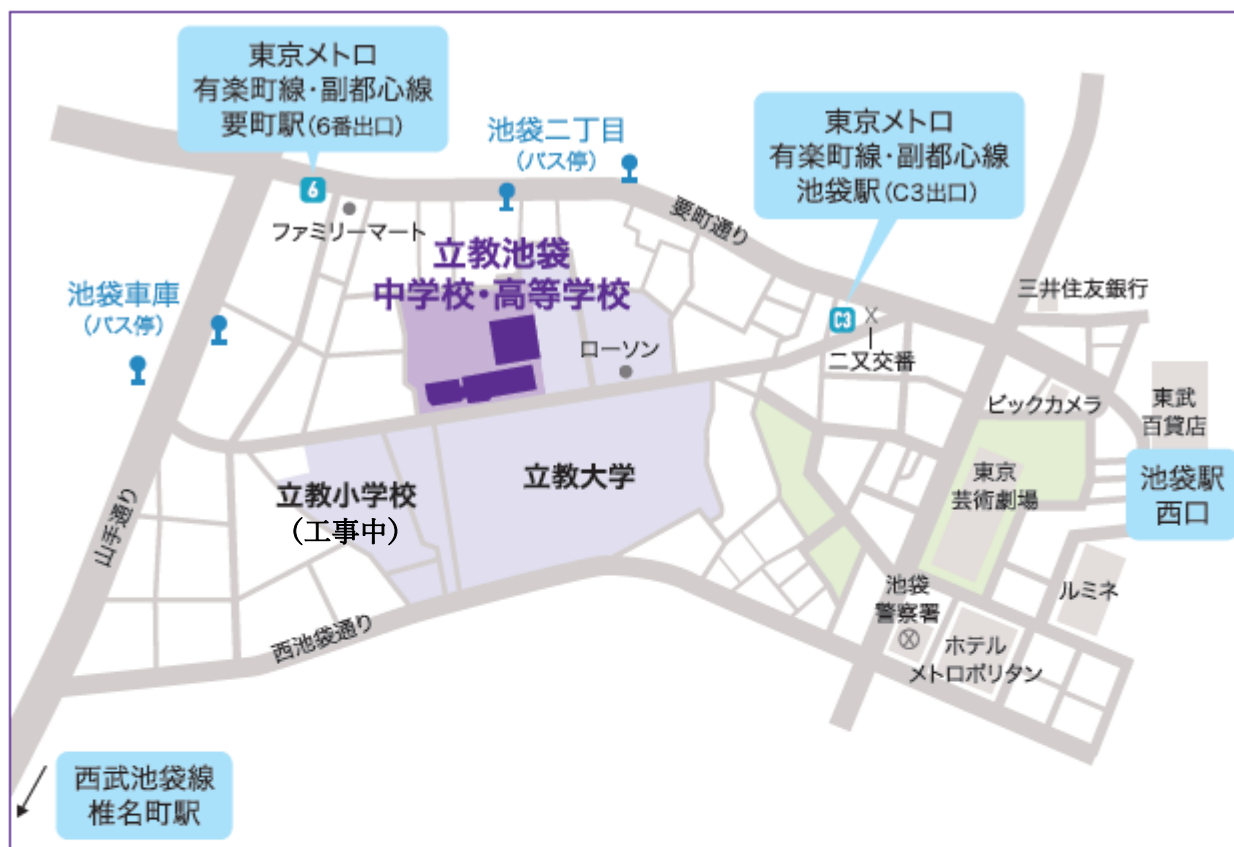 東京メトロ
有楽町線・副都心線
要町駅(6番出口)
6
ファミリーマート
池袋二丁目
(バス停)
要町通り
東京メトロ
有楽町線・副都心線
池袋駅(C3出口)
C3
二又交番
三井住友銀行
池袋車庫
(バス停)
立教池袋
中学校・高等学校
ローソン
ビックカメラ
東武
百貨店
池袋駅
西口
東京
芸術劇場
立教小学校
(工事中)
立教大学
山手通り
西池袋通り
池袋
警察署
ホテル
メトロポリタン
ルミネ
西武池袋線
椎名町駅